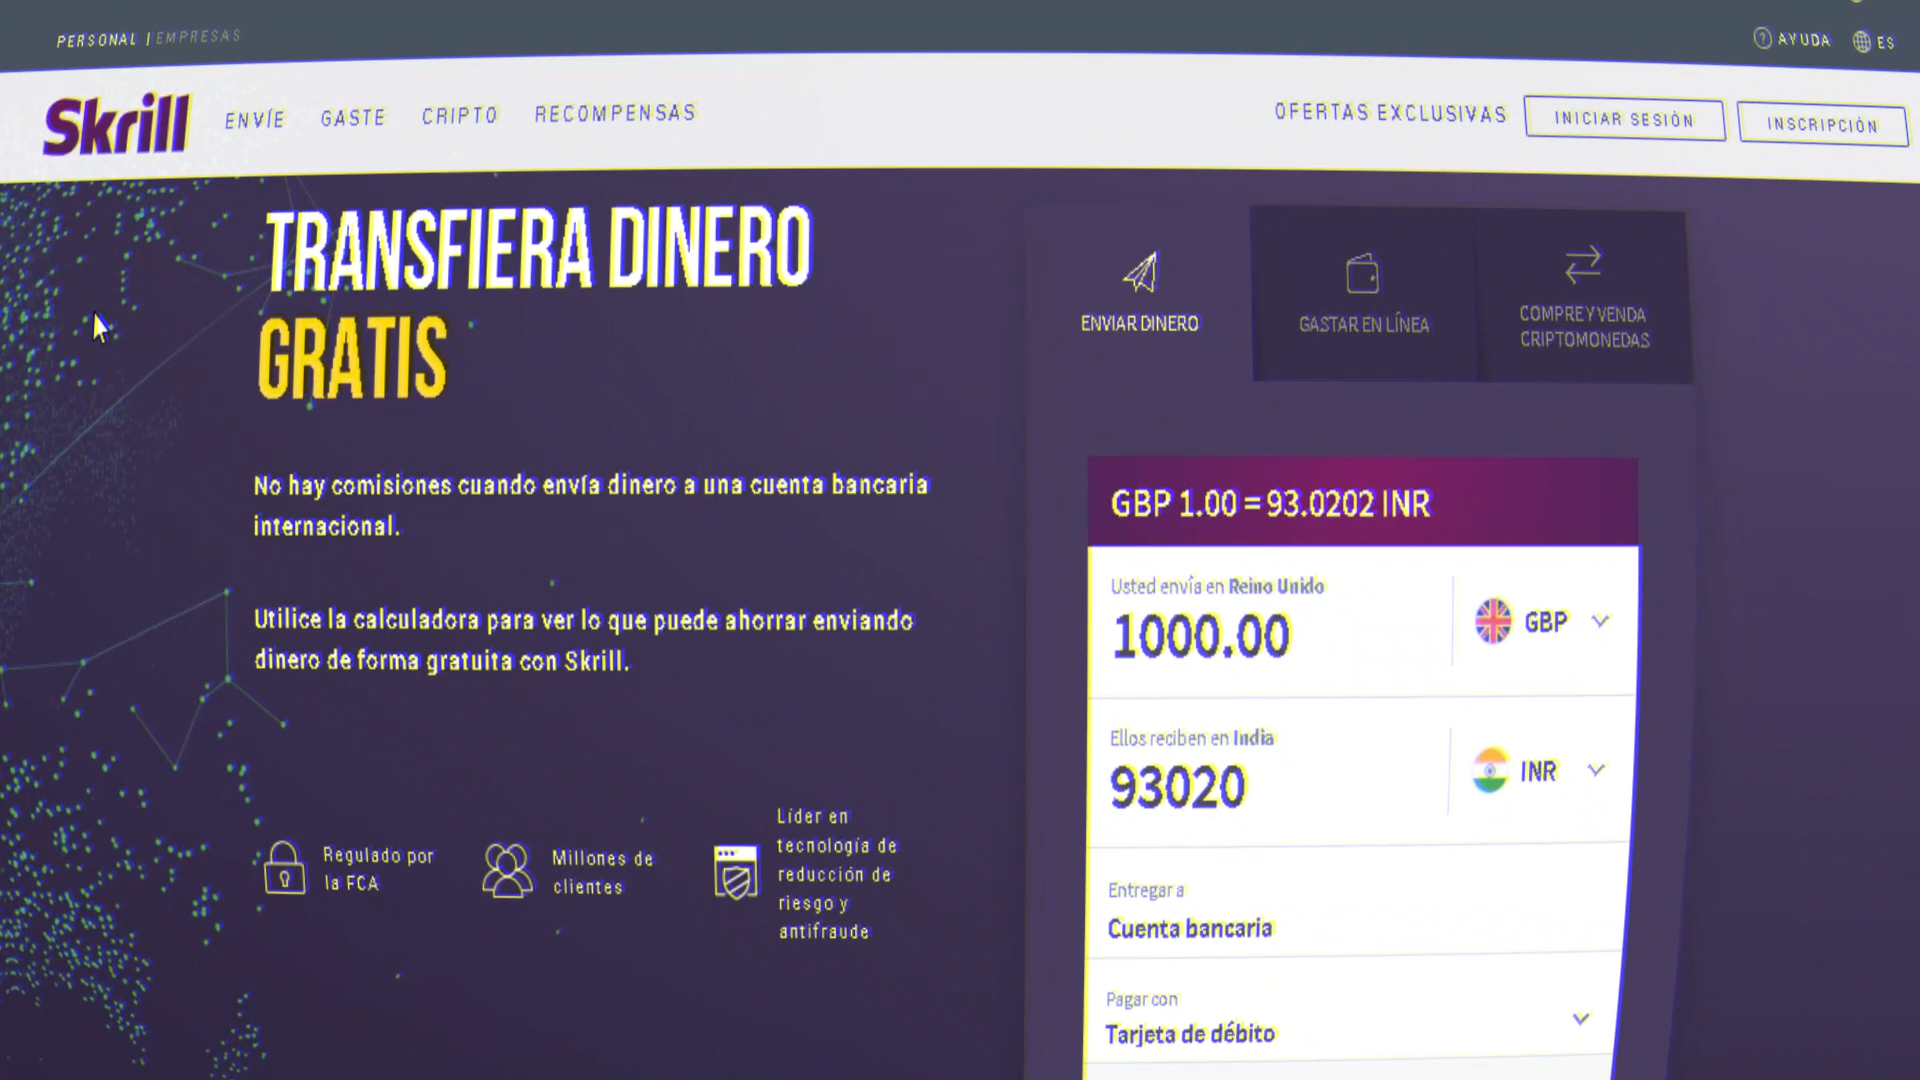 PERSONAL | EMPRESAS
AYUDA
ES
Skrill
ENVÍE
GASTE
CRIPTO
RECOMPENSAS
OFERTAS EXCLUSIVAS
INICIAR SESIÓN
INSCRIPCIÓN
TRANSFIERA DINERO
GRATIS
No hay comisiones cuando envía dinero a una cuenta bancaria
internacional.
Utilice la calculadora para ver lo que puede ahorrar enviando
dinero de forma gratuita con Skrill.
Regulado por
la FCA
Millones de
clientes
Líder en
tecnología de
reducción de
riesgo y
antifraude
ENVIAR DINERO
GASTAR EN LÍNEA
COMPRE Y VENDA
CRIPTOMONEDAS
GBP 1.00 = 93.0202 INR
Usted envía en Reino Unido
1000.00
GBP
Ellos reciben en India
93020
INR
Entregar a
Cuenta bancaria
Pagar con
Tarjeta de débito